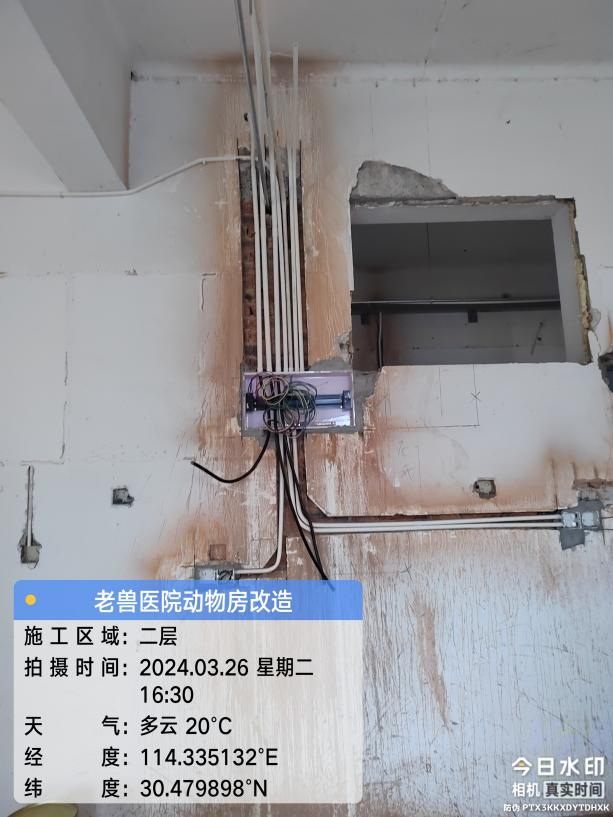 老兽医院动物房改造
施工区域：二层
拍摄时间：2024.03.26 星期二
16:30
天气：多云 20°C
经度：114.335132°E
纬度：30.479898°N
今日水印
相机 真实时间
防伪 PTX3KKXDYTDHXK